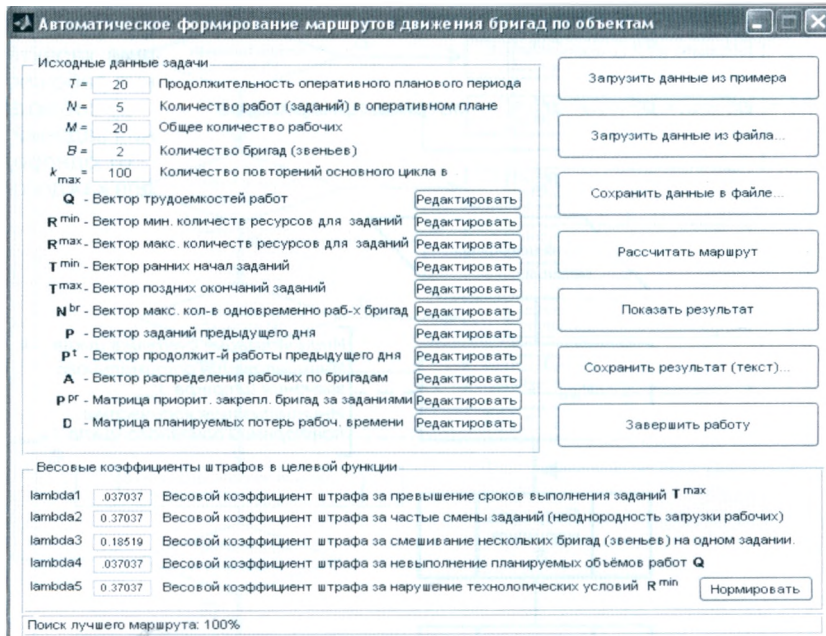 Автоматическое формирование маршрутов движения бригад по объектам
Исходные данные задачи
T = 20 Продолжительность оперативного планового периода
N = 5 Количество работ (заданий) в оперативном плане
M = 20 Общее количество рабочих
B = 2 Количество бригад (звеньев)
k max = 100 Количество повторений основного цикла в
Q - Вектор трудоемкостей работ Редактировать
R min - Вектор мин. количеств ресурсов для заданий Редактировать
R max - Вектор макс. количеств ресурсов для заданий Редактировать
T min - Вектор ранних начал заданий Редактировать
T max - Вектор поздних окончаний заданий Редактировать
N br - Вектор макс. кол-в одновременно раб-х бригад Редактировать
P - Вектор заданий предыдущего дня Редактировать
P t - Вектор продолжит-й работы предыдущего дня Редактировать
A - Вектор распределения рабочих по бригадам Редактировать
P pr - Матрица приорит. закрепл. бригад за заданиями Редактировать
D - Матрица планируемых потерь рабоч. времени Редактировать
Загрузить данные из примера
Загрузить данные из файла...
Сохранить данные в файле...
Рассчитать маршрут
Показать результат
Сохранить результат (текст)...
Завершить работу
Весовые коэффициенты штрафов в целевой функции
lambda1 .037037 Весовой коэффициент штрафа за превышение сроков выполнения заданий T max
lambda2 0.37037 Весовой коэффициент штрафа за частые смены заданий (неоднородность загрузки рабочих)
lambda3 0.18519 Весовой коэффициент штрафа за смешивание нескольких бригад (звеньев) на одном задании.
lambda4 .037037 Весовой коэффициент штрафа за невыполнение планируемых объёмов работ Q
lambda5 0.37037 Весовой коэффициент штрафа за нарушение технологических условий R min Нормировать
Поиск лучшего маршрута: 100%